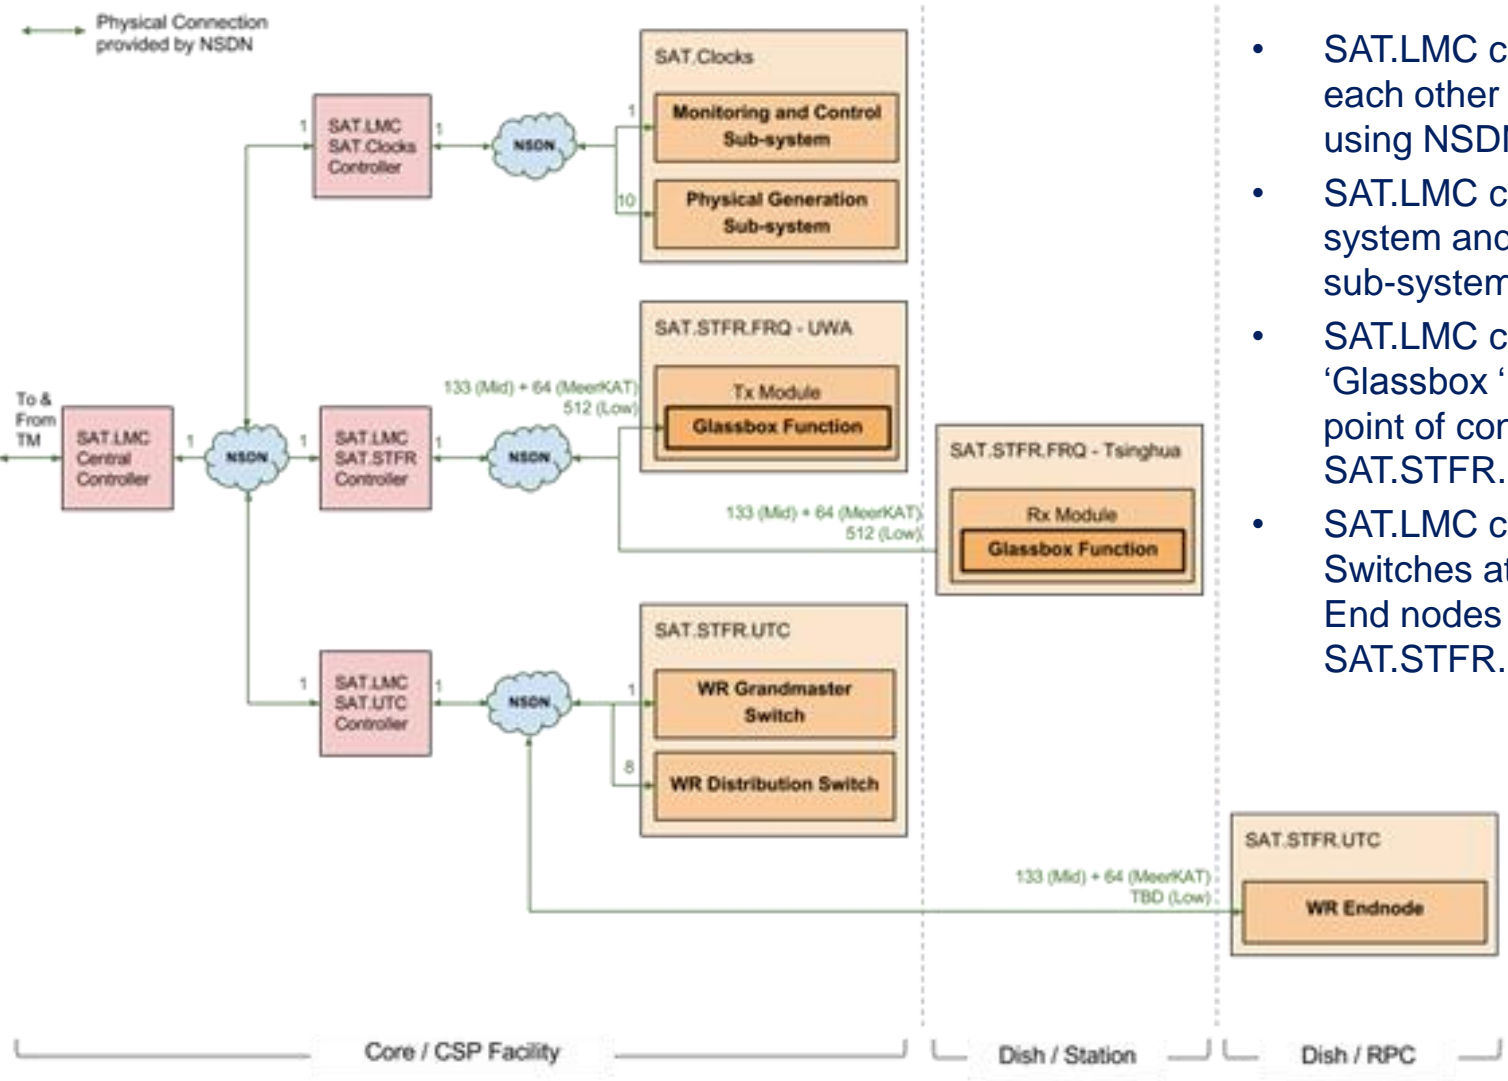 Physical Connection
provided by NSDN
SAT.Clocks
Monitoring and Control
Sub-system
Physical Generation
Sub-system
1
10
SAT.LMC
SAT.Clocks
Controller
1
1
NSDN
SAT.STFR.FRQ - UWA
Tx Module
Glassbox Function
133 (Mid) + 64 (MeerKAT)
512 (Low)
To &
From
TM
SAT.LMC
Central
Controller
1
NSDN
1
SAT.LMC
SAT.STFR
Controller
1
NSDN
SAT.STFR.FRQ - Tsinghua
Rx Module
Glassbox Function
133 (Mid) + 64 (MeerKAT)
512 (Low)
SAT.STFR.UTC
WR Grandmaster
Switch
WR Distribution Switch
1
8
1
SAT.LMC
SAT.UTC
Controller
1
NSDN
133 (Mid) + 64 (MeerKAT)
TBD (Low)
SAT.STFR.UTC
WR Endnode
Core / CSP Facility
Dish / Station
Dish / RPC
• SAT.LMC c
each other
using NSD
• SAT.LMC c
system and
sub-system
• SAT.LMC c
‘Glassbox ‘
point of con
SAT.STFR.
• SAT.LMC c
Switches at
End nodes
SAT.STFR.